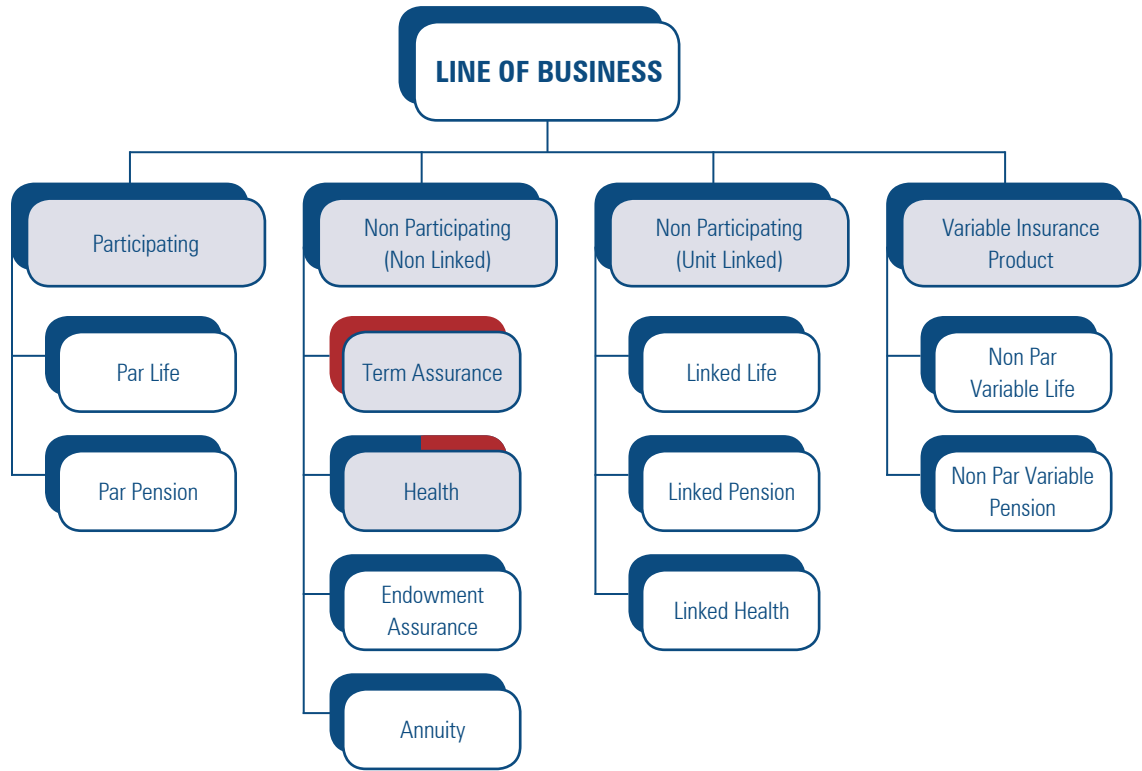 LINE OF BUSINESS
Participating
Par Life
Par Pension
Non Participating
(Non Linked)
Term Assurance
Health
Endowment
Assurance
Annuity
Non Participating
(Unit Linked)
Linked Life
Linked Pension
Linked Health
Variable Insurance
Product
Non Par
Variable Life
Non Par Variable
Pension